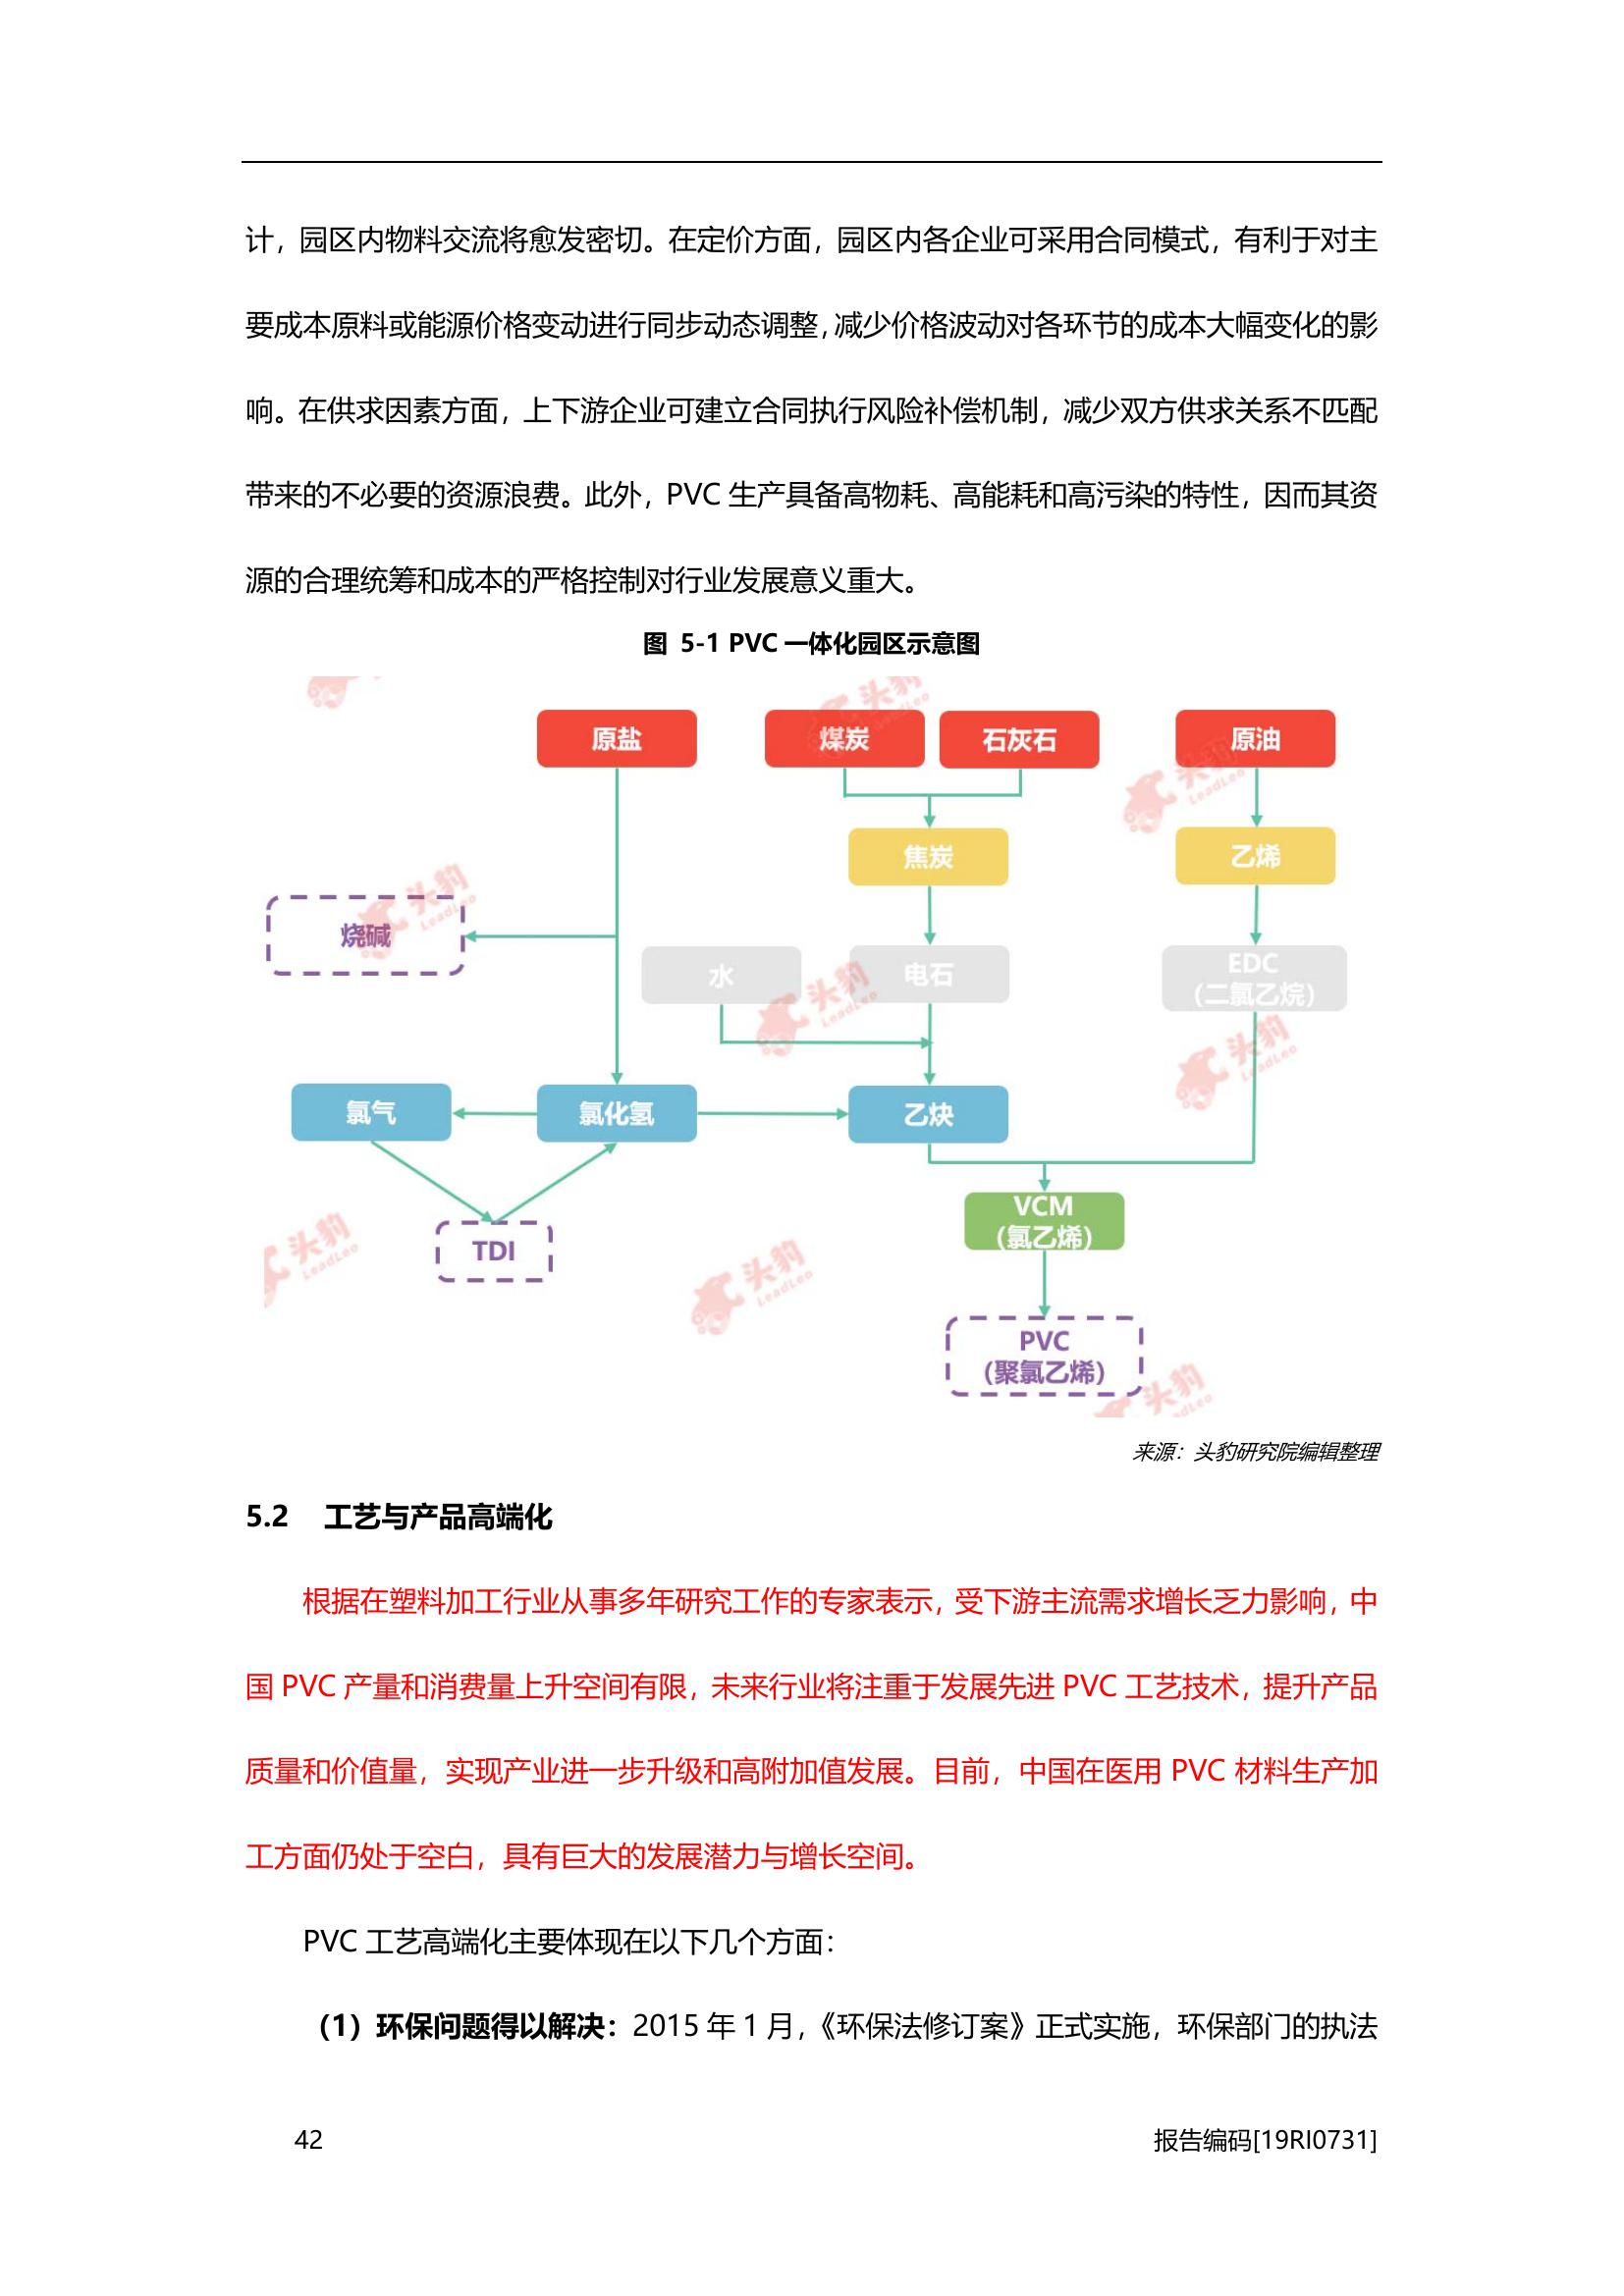 计，园区内物料交流将愈发密切。在定价方面，园区内各企业可采用合同模式，有利于对主
要成本原料或能源价格变动进行同步动态调整，减少价格波动对各环节的成本大幅变化的影
响。在供求因素方面，上下游企业可建立合同执行风险补偿机制，减少双方供求关系不匹配
带来的不必要的资源浪费。此外，PVC 生产具备高物耗、高能耗和高污染的特性，因而其资
源的合理统筹和成本的严格控制对行业发展意义重大。
图 5-1 PVC 一体化园区示意图
原盐
煤炭
石灰石
原油
焦炭
乙烯
烧碱
水
电石
EDC
（二氯乙烷）
氯气
氯化氢
乙炔
VCM
（氯乙烯）
TDI
PVC
（聚氯乙烯）
头豹
LeadLeo
头豹
LeadLeo
头豹
LeadLeo
头豹
LeadLeo
头豹
LeadLeo
头豹
LeadLeo
头豹
LeadLeo
头豹
来源：头豹研究院编辑整理
5.2 工艺与产品高端化
根据在塑料加工行业从事多年研究工作的专家表示，受下游主流需求增长乏力影响，中
国 PVC 产量和消费量上升空间有限，未来行业将注重于发展先进 PVC 工艺技术，提升产品
质量和价值量，实现产业进一步升级和高附加值发展。目前，中国在医用 PVC 材料生产加
工方面仍处于空白，具有巨大的发展潜力与增长空间。
PVC 工艺高端化主要体现在以下几个方面：
（1）环保问题得以解决：2015 年 1 月，《环保法修订案》正式实施，环保部门的执法
42
报告编码[19RI0731]